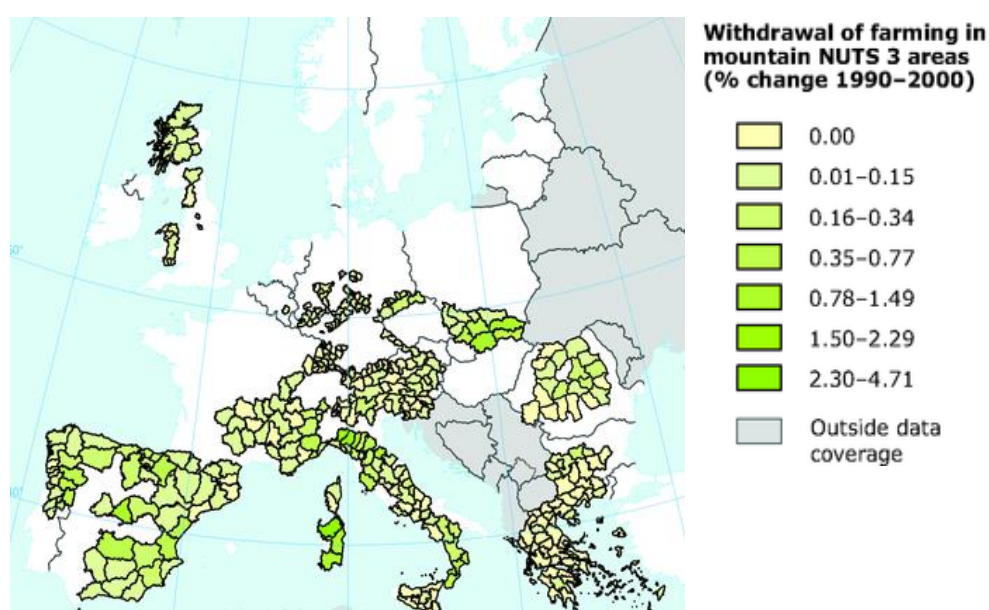 Withdrawal of farming in
mountain NUTS 3 areas
(% change 1990–2000)
0.00
0.01–0.15
0.16–0.34
0.35–0.77
0.78–1.49
1.50–2.29
2.30–4.71
Outside data
coverage